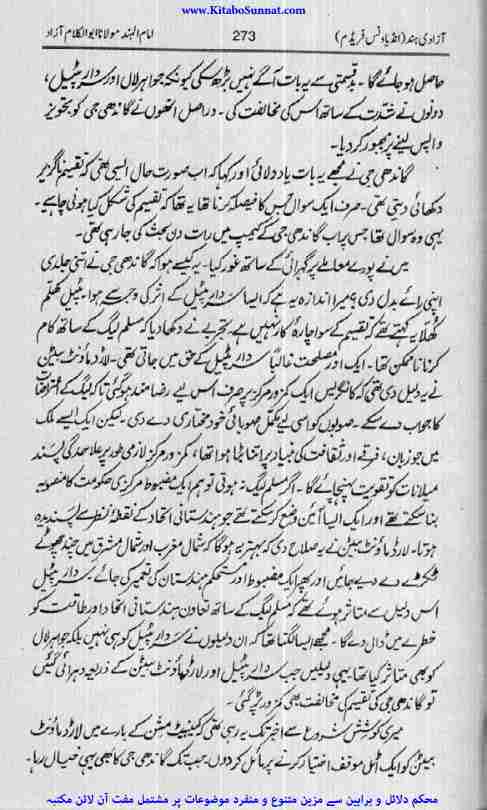 www.KitaboSunnat.com
آزادی ہند (انڈیا ونس فریڈم) 273 امام الہند مولانا ابوالکلام آزاد
حاصل ہو جائے گا۔ بدقسمتی سے یہ بات آگے نہیں بڑھ سکی کیونکہ جواہر لال اور سردار پٹیل،
دونوں نے شدت کے ساتھ اس کی مخالفت کی۔ دراصل انھوں نے گاندھی جی کو تجویز
واپس لینے پر مجبور کر دیا۔
گاندھی جی نے مجھے یہ بات یاد دلائی اور کہا کہ اب صورت حال ایسی تھی کہ تقسیم ناگزیر
دکھائی دیتی تھی۔ صرف ایک سوال جس کا فیصلہ کرنا تھا یہ تھا کہ تقسیم کی شکل کیا ہونی چاہیے۔
یہی وہ سوال تھا جس پر اب گاندھی جی کے کیمپ میں رات دن بحث کی جا رہی تھی۔
میں نے پورے معاملے پر گہرائی کے ساتھ غور کیا۔ یہ کیسے ہوا کہ گاندھی جی نے اتنی جلدی
اپنی رائے بدل دی؟ میرا اندازہ یہ ہے کہ ایسا سردار پٹیل کے اثر کی وجہ سے ہوا۔ پٹیل کھلم
کھلا یہ کہتے تھے کہ تقسیم کے سوا چارہ کار نہیں ہے۔ تجربے نے دکھا دیا کہ مسلم لیگ کے ساتھ کام
کرنا ناممکن تھا۔ ایک اور مصلحت غالباً سردار پٹیل کے حق میں جاتی تھی۔ لارڈ ماؤنٹ بیٹن
نے یہ دلیل دی تھی کہ کانگریس ایک کمزور مرکز پر صرف اس لیے رضامند ہو گئی تاکہ لیگ کے اعتراضات
کا جواب دے سکے۔ صوبوں کو اسی لیے مکمل صوبائی خود مختاری دے دی۔ لیکن ایک ایسے ملک
میں جو زبان، فرقے اور ثقافت کی بنیاد پر اتنا بٹا ہوا تھا، کمزور مرکز لازمی طور پر علاحدگی پسند
میلانات کو تقویت پہنچائے گا۔ اگر مسلم لیگ نہ ہوتی تو ہم ایک مضبوط مرکزی حکومت کا منصوبہ
بنا سکتے تھے اور ایک ایسا آئین وضع کر سکتے تھے جو ہندستانی اتحاد کے نقطۂ نظر سے پسندیدہ
ہوتا۔ لارڈ ماؤنٹ بیٹن نے یہ صلاح دی کہ بہتر یہ ہوگا کہ شمال مغرب اور شمال مشرق میں چند چھوٹے
ٹکڑے دے دیے جائیں اور پھر ایک مضبوط اور مستحکم ہندستان کی تعمیر کی جائے۔ سردار پٹیل
اس دلیل سے متاثر ہوئے تھے کہ مسلم لیگ کے ساتھ تعاون ہندستانی اتحاد اور طاقت کو
خطرے میں ڈال دے گا۔ مجھے ایسا لگتا تھا کہ ان دلیلوں نے سردار پٹیل کو ہی نہیں بلکہ جواہر لال
کو بھی متاثر کیا تھا۔ یہی دلیلیں جب سردار پٹیل اور لارڈ ماؤنٹ بیٹن کے ذریعہ دہرائی گئیں
تو گاندھی جی کی تقسیم کی مخالفت بھی کمزور پڑ گئی۔
میری کوشش شروع سے آخر تک یہ رہی تھی کہ کیبینٹ مشن کے بارے میں لارڈ ماؤنٹ
بیٹن کو ایک اٹل موقف اختیار کرنے پر مائل کر دوں۔ جب تک گاندھی جی کا بھی یہی خیال رہا۔
محکم دلائل و براہین سے مزین متنوع و منفرد موضوعات پر مشتمل مفت آن لائن مکتبہ